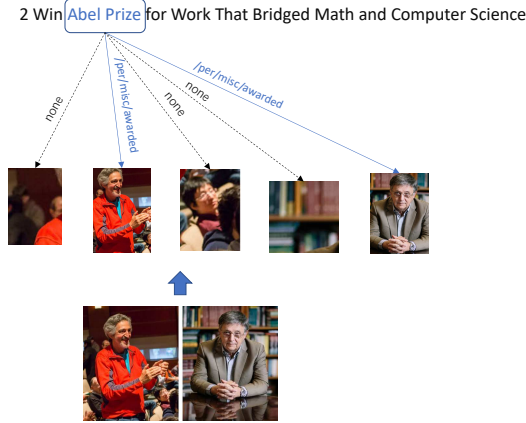 2 Win Abel Prize for Work That Bridged Math and Computer Science
none
/per/misc/awarded
none
none
/per/misc/awarded